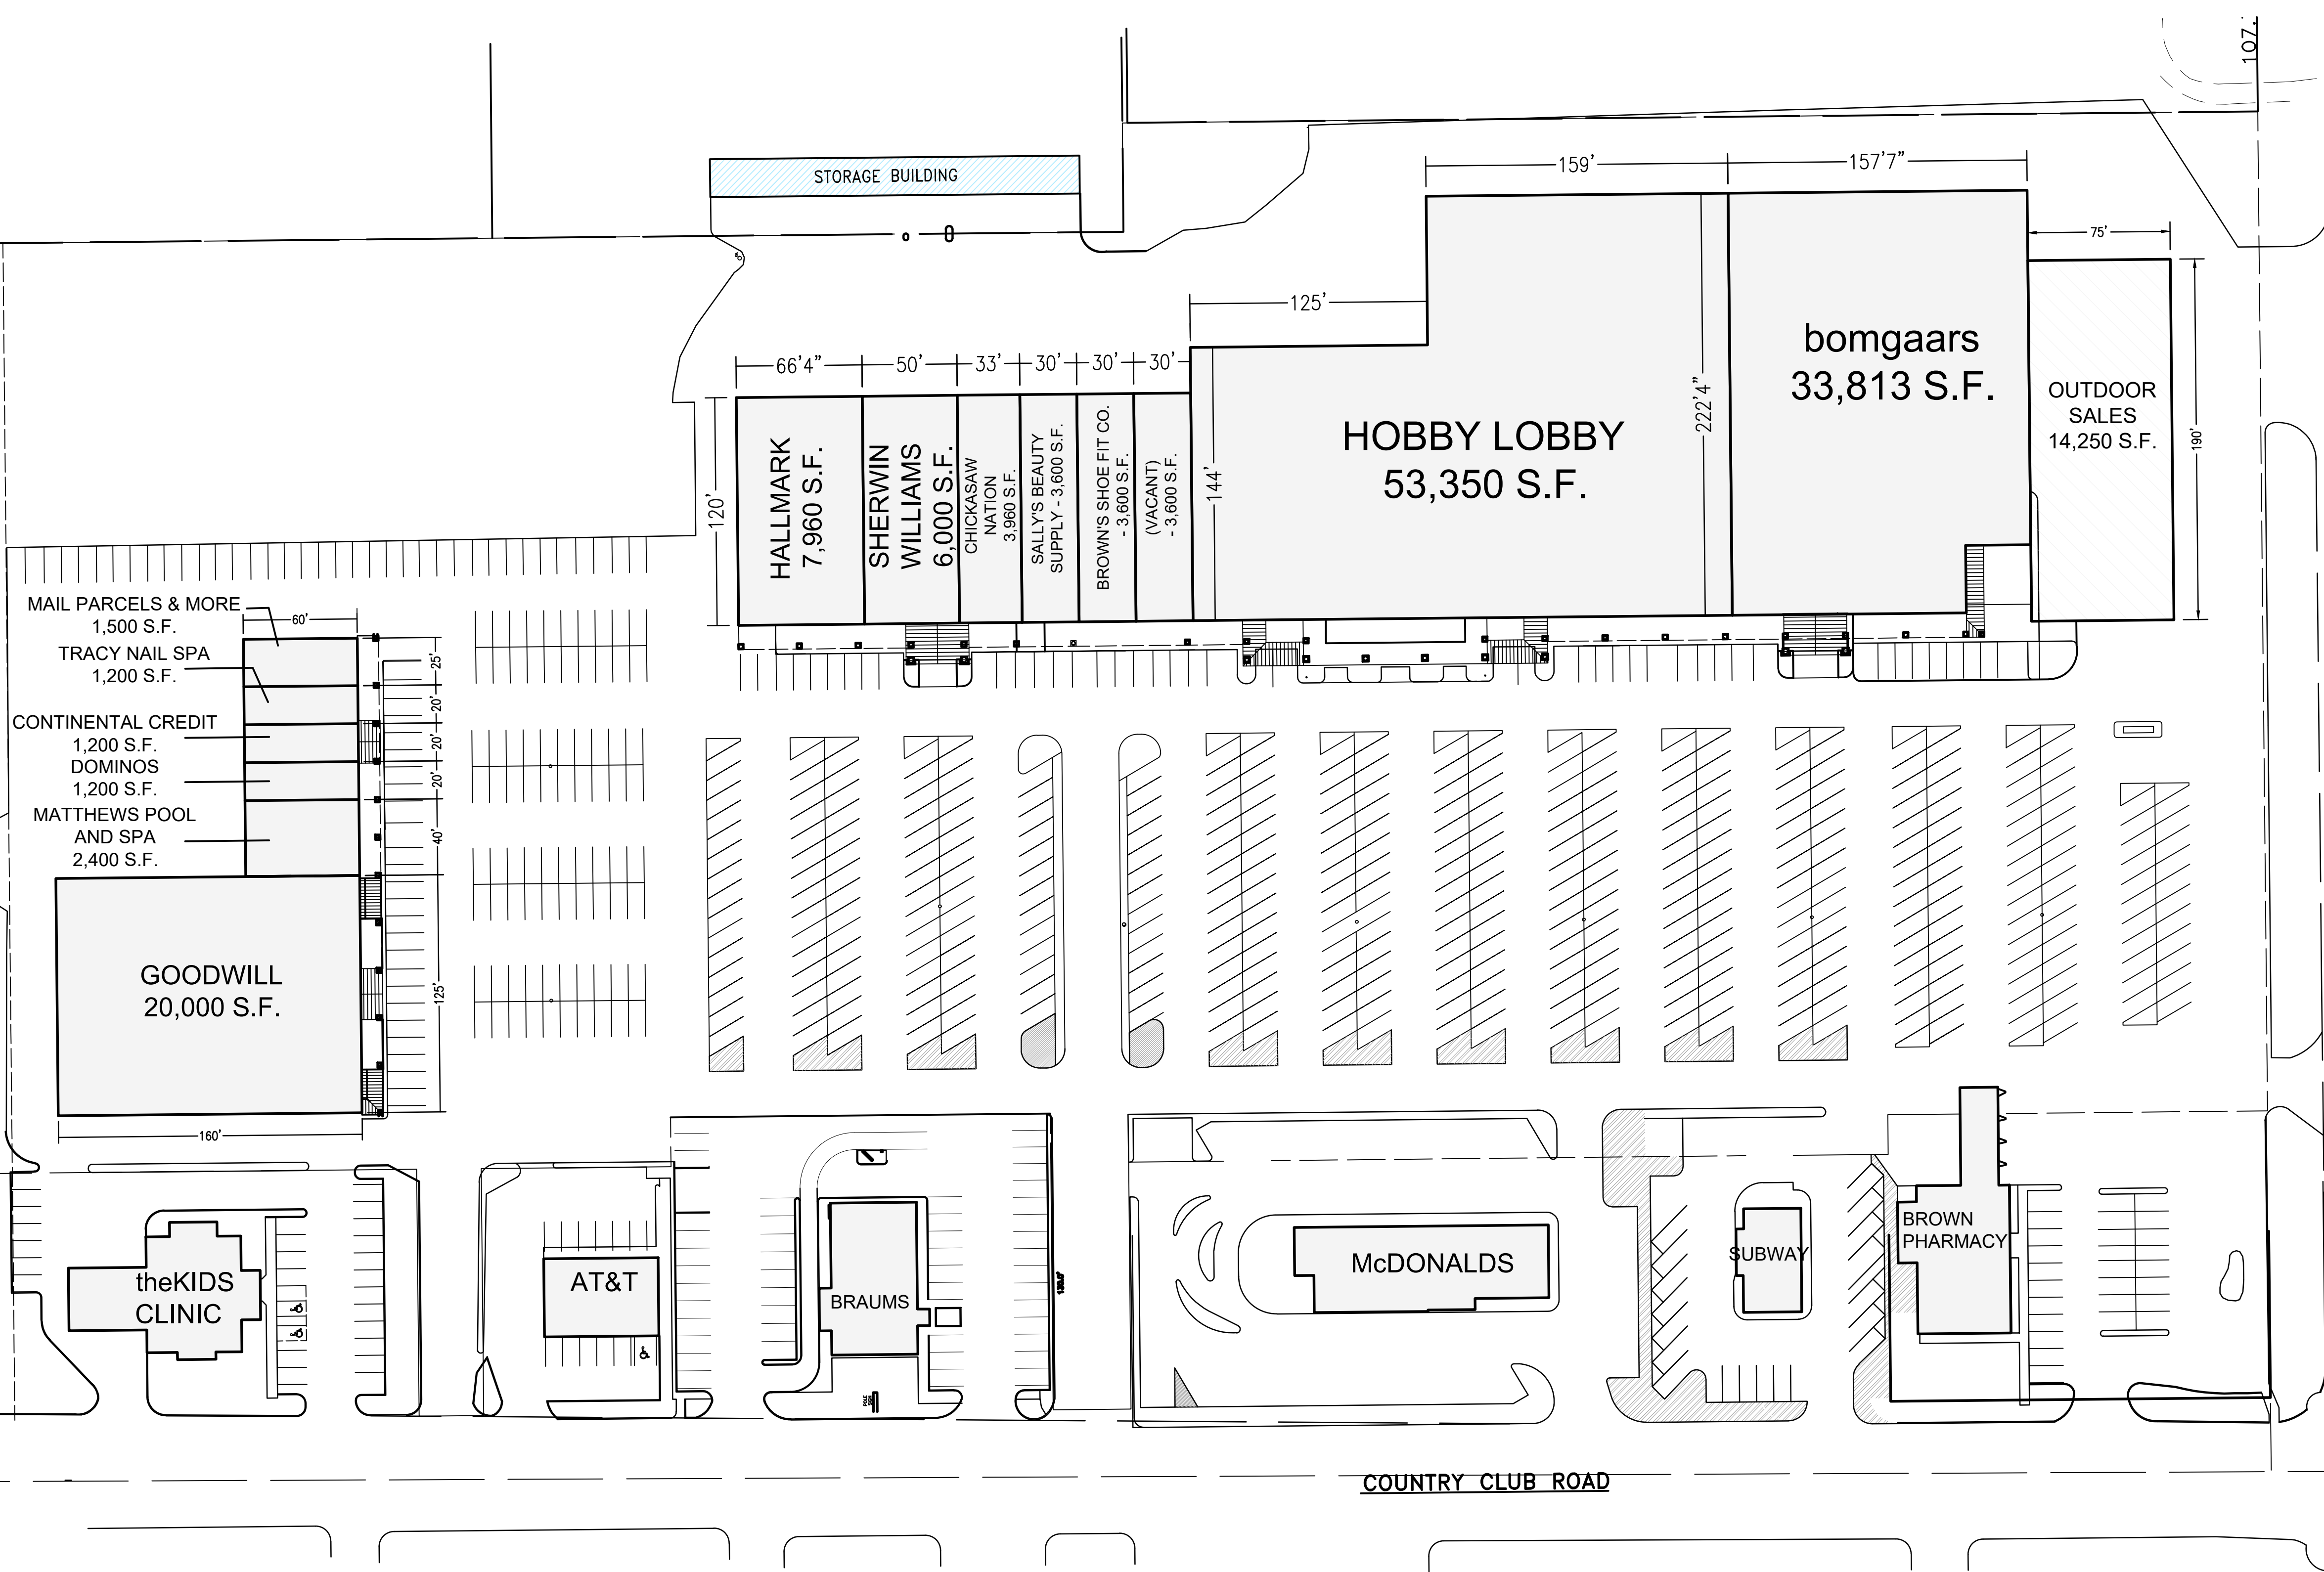 107.
STORAGE BUILDING
159'
157'7"
75'
125'
66'4"
50'
33'
30'
30'
30'
120'
HALLMARK
7,960 S.F.
SHERWIN
WILLIAMS
6,000 S.F.
CHICKASAW
NATION
3,960 S.F.
SALLY'S BEAUTY
SUPPLY - 3,600 S.F.
BROWN'S SHOE FIT CO.
- 3,600 S.F.
(VACANT)
- 3,600 S.F.
144'
HOBBY LOBBY
53,350 S.F.
222'4"
bomgaars
33,813 S.F.
OUTDOOR
SALES
14,250 S.F.
190'
MAIL PARCELS & MORE
1,500 S.F.
TRACY NAIL SPA
1,200 S.F.
CONTINENTAL CREDIT
1,200 S.F.
DOMINOS
1,200 S.F.
MATTHEWS POOL
AND SPA
2,400 S.F.
60'
25'
20'
20'
20'
40'
125'
GOODWILL
20,000 S.F.
160'
theKIDS
CLINIC
AT&T
BRAUMS
POLE
SIGN
McDONALDS
SUBWAY
BROWN
PHARMACY
COUNTRY CLUB ROAD